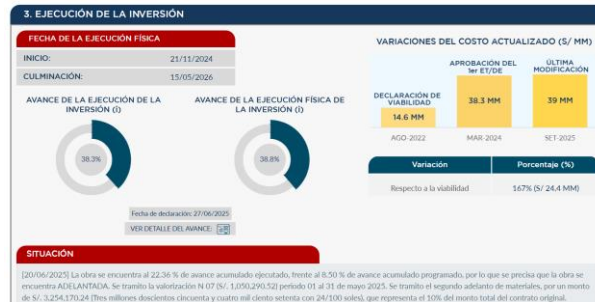 3. EJECUCIÓN DE LA INVERSIÓN
FECHA DE LA EJECUCIÓN FÍSICA
INICIO: 21/11/2024
CULMINACIÓN: 15/05/2026
AVANCE DE LA EJECUCIÓN DE LA INVERSIÓN (i)
38.3%
AVANCE DE LA EJECUCIÓN FÍSICA DE LA INVERSIÓN (i)
38.8%
Fecha de declaración: 27/06/2025
VER DETALLE DEL AVANCE:
VARIACIONES DEL COSTO ACTUALIZADO (S/ MM)
DECLARACIÓN DE VIABILIDAD
14.6 MM
AGO-2022
APROBACIÓN DEL 1er ET/DE
38.3 MM
MAR-2024
ÚLTIMA MODIFICACIÓN
39 MM
SET-2025
Variación Porcentaje (%)
Respecto a la viabilidad 167% (S/ 24.4 MM)
SITUACIÓN
[20/06/2025] La obra se encuentra al 22.36 % de avance acumulado ejecutado, frente al 8.50 % de avance acumulado programado, por lo que se precisa que la obra se
encuentra ADELANTADA. Se tramito la valorización N 07 (S/. 1,050,290.52) periodo 01 al 31 de mayo 2025. Se tramito el segundo adelanto de materiales, por un monto
de S/. 3,254,170.24 (Tres millones doscientos cincuenta y cuatro mil ciento setenta con 24/100 soles), que representa el 10% del monto total del contrato original.